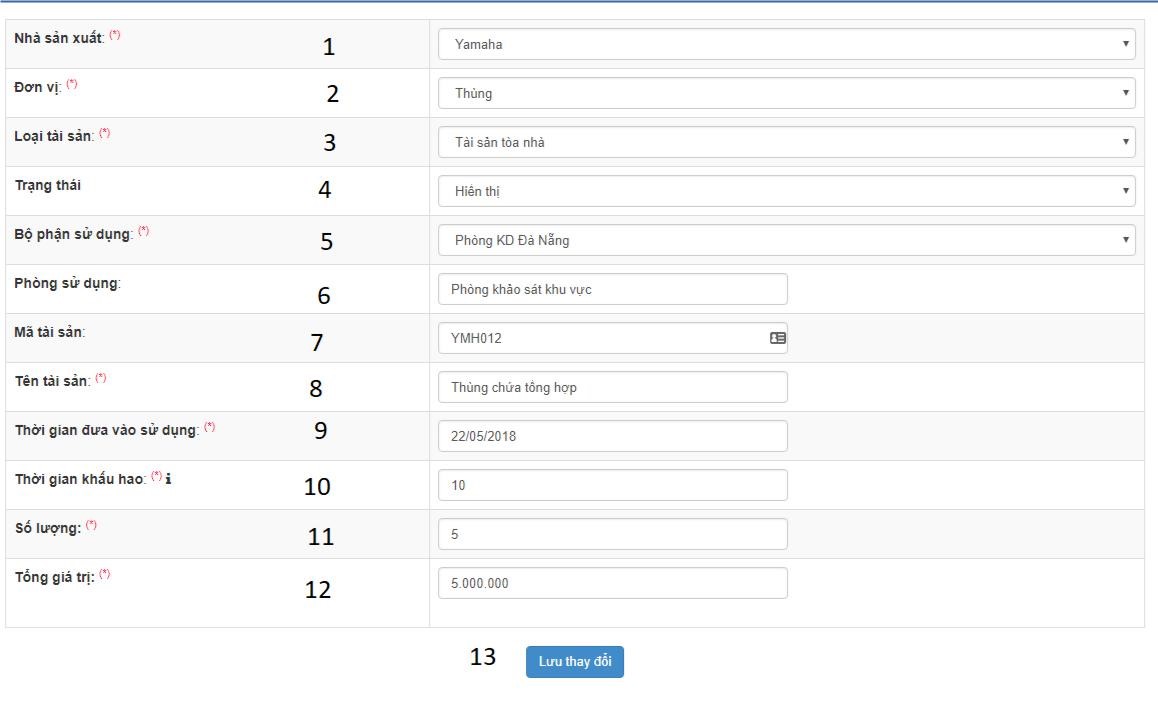 Nhà sản xuất: (*) 1 Yamaha
Đơn vị: (*) 2 Thùng
Loại tài sản: (*) 3 Tài sản tòa nhà
Trạng thái 4 Hiên thị
Bộ phận sử dụng: (*) 5 Phòng KD Đà Nẵng
Phòng sử dụng: 6 Phòng khảo sát khu vực
Mã tài sản: 7 YMH012
Tên tài sản: (*) 8 Thùng chứa tổng hợp
Thời gian đưa vào sử dụng: (*) 9 22/05/2018
Thời gian khấu hao: (*) i 10 10
Số lượng: (*) 11 5
Tổng giá trị: (*) 12 5.000.000
13 Lưu thay đổi